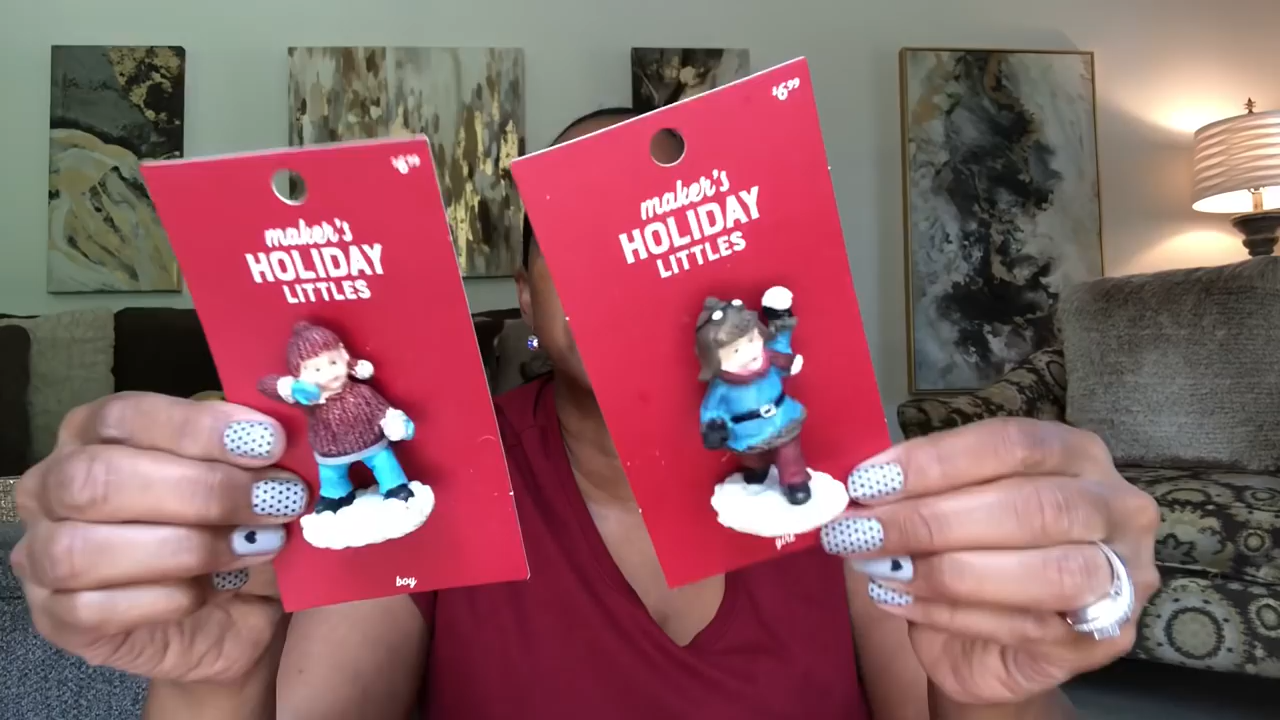 $6.99
maker's
HOLIDAY
LITTLES
boy
$6.99
maker's
HOLIDAY
LITTLES
girl